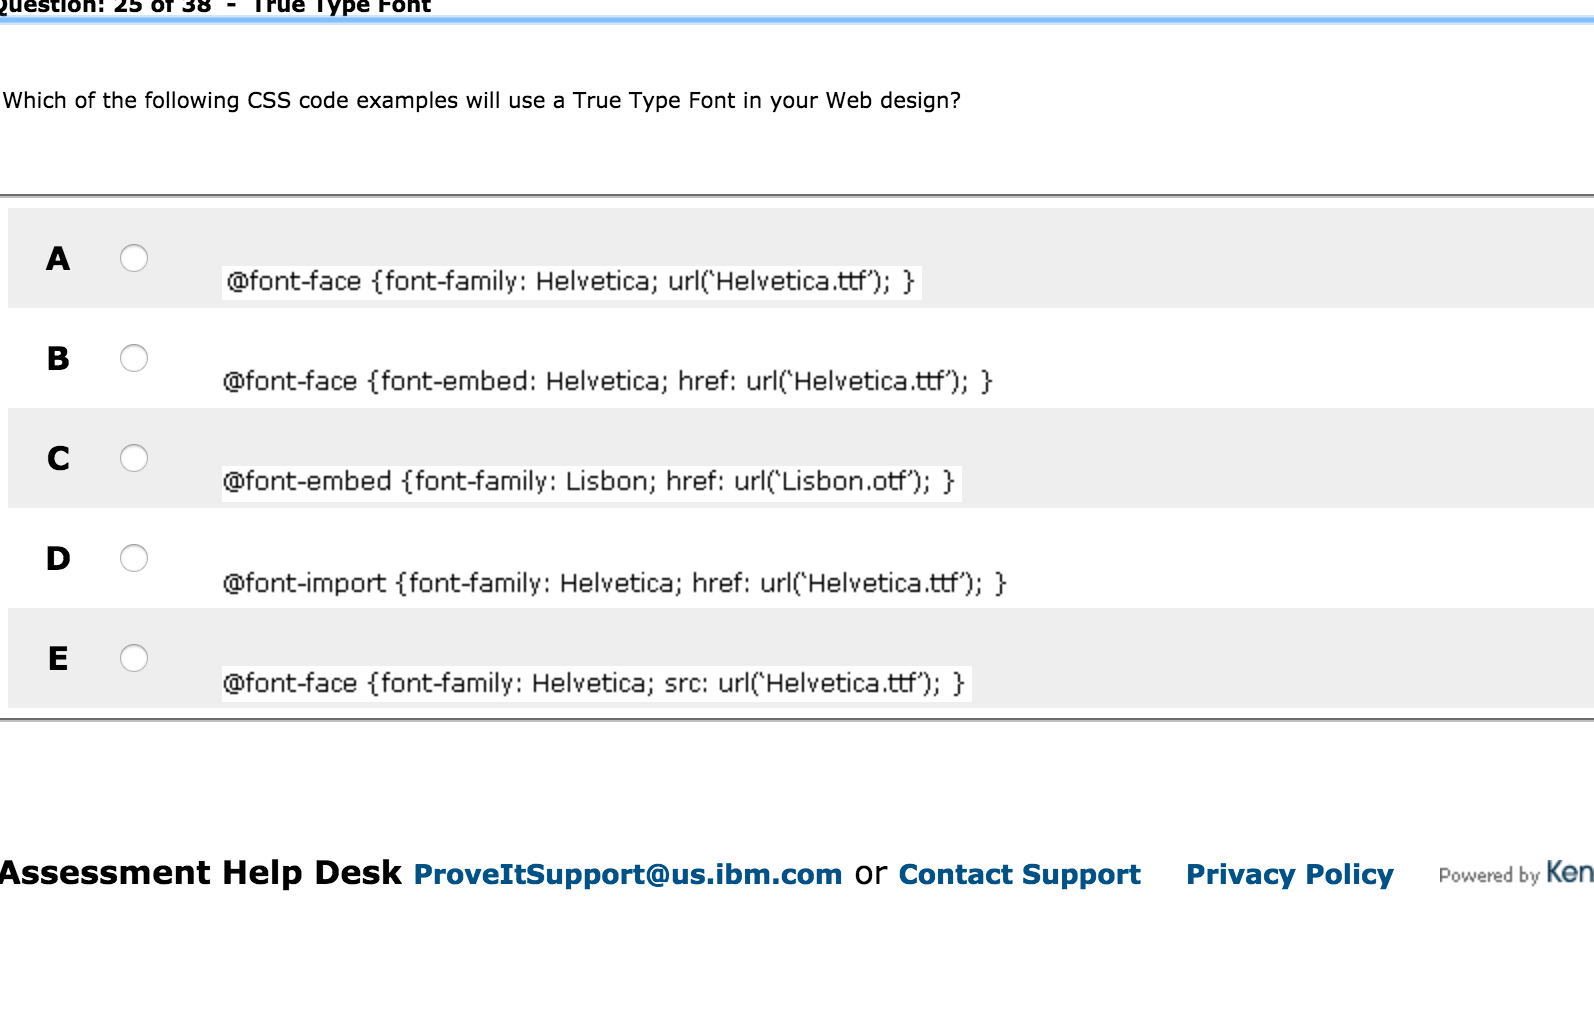 Question: 25 of 38 - True Type Font
Which of the following CSS code examples will use a True Type Font in your Web design?
A @font-face {font-family: Helvetica; url(‘Helvetica.ttf’); }
B @font-face {font-embed: Helvetica; href: url(‘Helvetica.ttf’); }
C @font-embed {font-family: Lisbon; href: url(‘Lisbon.otf’); }
D @font-import {font-family: Helvetica; href: url(‘Helvetica.ttf’); }
E @font-face {font-family: Helvetica; src: url(‘Helvetica.ttf’); }
Assessment Help Desk ProveItSupport@us.ibm.com or Contact Support Privacy Policy Powered by Ken